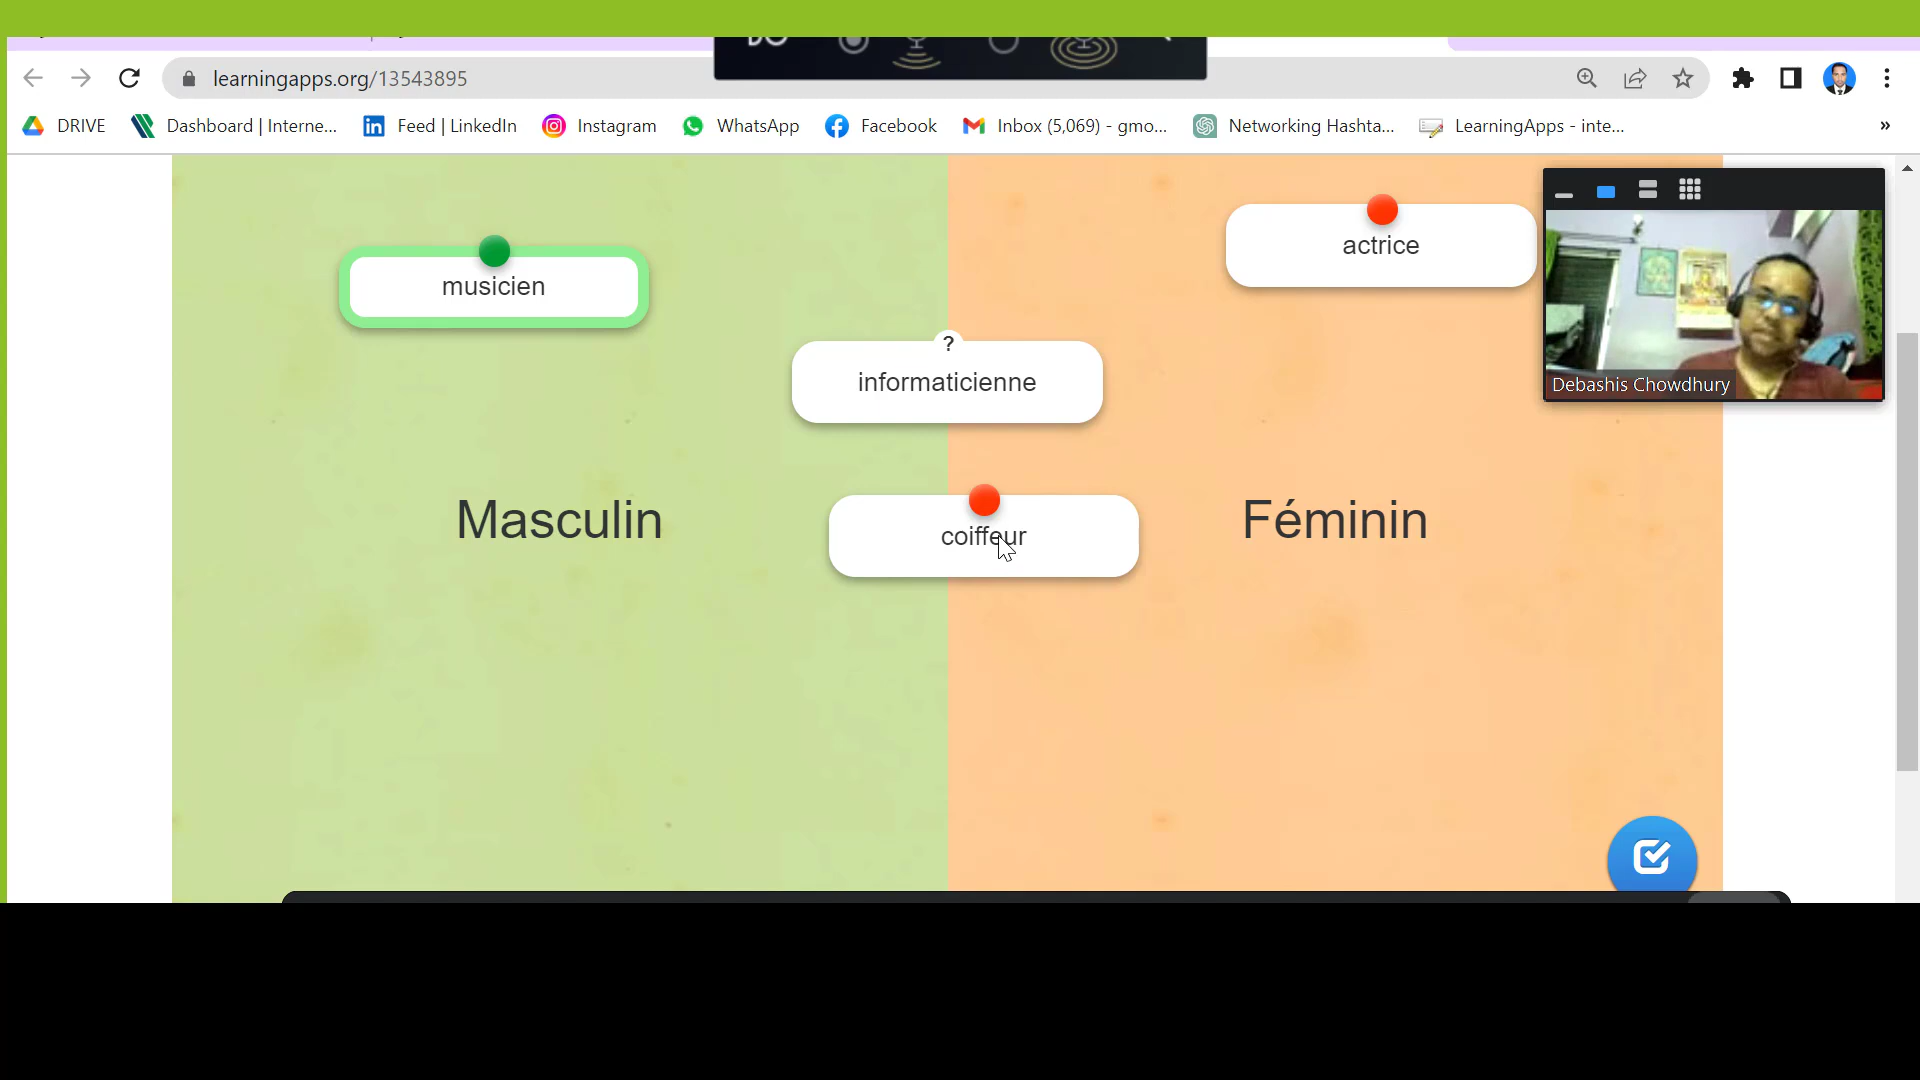 learningapps.org/13543895
DRIVE Dashboard | Interne... Feed | LinkedIn Instagram WhatsApp Facebook Inbox (5,069) - gmo... Networking Hashta... LearningApps - inte... »
actrice
musicien
?
informaticienne
Debashis Chowdhury
Masculin
Féminin
coiffeur